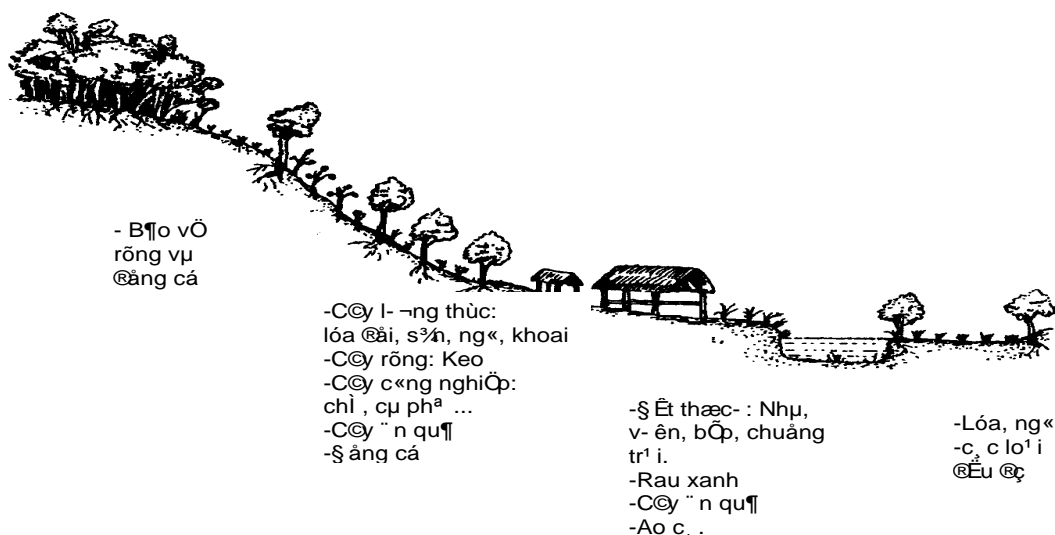 - B¶o vÖ
rõng vµ
®ång cá
-C©y l- ¬ng thùc:
lóa ®åi, s¾n, ng«, khoai
-C©y rõng: Keo
-C©y c«ng nghiÖp:
chÌ , cµ phª ...
-C©y ¨ n qu¶
-§ ång cá
-§ Êt thæc- : Nhµ,
v- ên, bÕp, chuång
tr¹ i.
-Rau xanh
-C©y ¨ n qu¶
-Ao c¸ .
-Lóa, ng«
-c¸ c lo¹ i
®Ëu ®ç